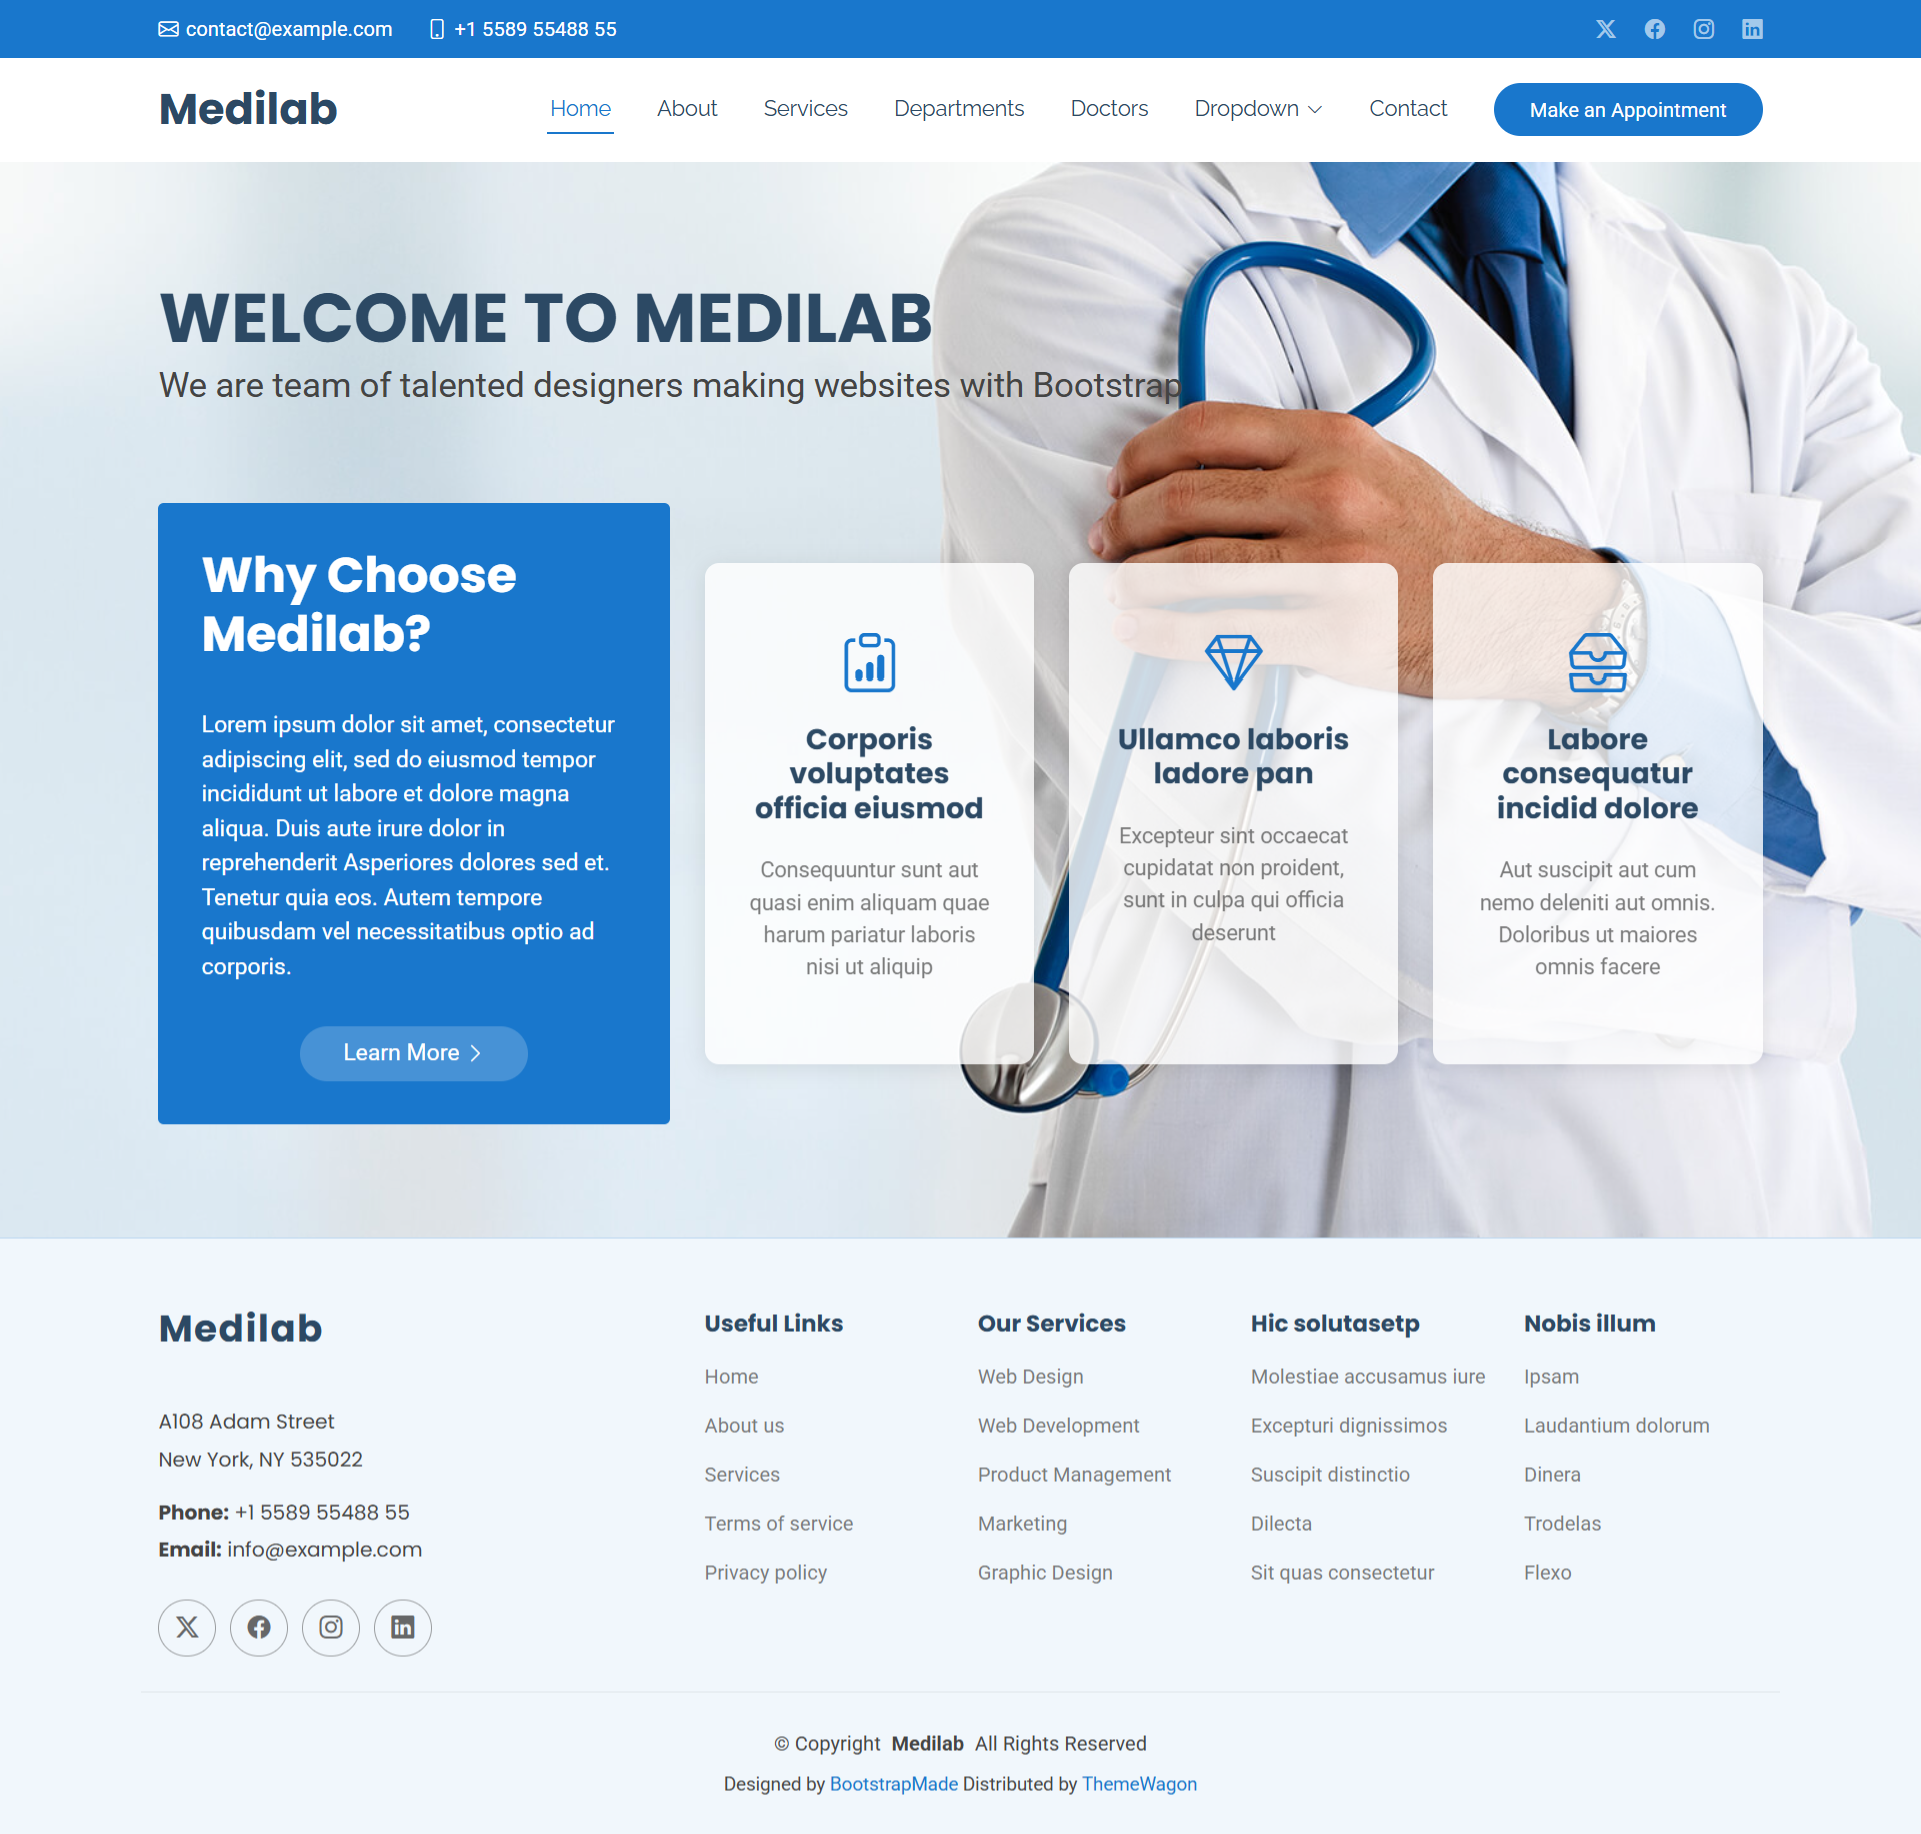 contact@example.com +1 5589 55488 55
Medilab Home About Services Departments Doctors Dropdown Contact Make an Appointment
WELCOME TO MEDILAB
We are team of talented designers making websites with Bootstrap
Why Choose
Medilab?
Lorem ipsum dolor sit amet, consectetur
adipiscing elit, sed do eiusmod tempor
incididunt ut labore et dolore magna
aliqua. Duis aute irure dolor in
reprehenderit Asperiores dolores sed et.
Tenetur quia eos. Autem tempore
quibusdam vel necessitatibus optio ad
corporis.
Learn More
Corporis
voluptates
officia eiusmod
Consequuntur sunt aut
quasi enim aliquam quae
harum pariatur laboris
nisi ut aliquip
Ullamco laboris
ladore pan
Excepteur sint occaecat
cupidatat non proident,
sunt in culpa qui officia
deserunt
Labore
consequatur
incidid dolore
Aut suscipit aut cum
nemo deleniti aut omnis.
Doloribus ut maiores
omnis facere
Medilab
A108 Adam Street
New York, NY 535022
Phone: +1 5589 55488 55
Email: info@example.com
Useful Links
Home
About us
Services
Terms of service
Privacy policy
Our Services
Web Design
Web Development
Product Management
Marketing
Graphic Design
Hic solutasetp
Molestiae accusamus iure
Excepturi dignissimos
Suscipit distinctio
Dilecta
Sit quas consectetur
Nobis illum
Ipsam
Laudantium dolorum
Dinera
Trodelas
Flexo
© Copyright Medilab All Rights Reserved
Designed by BootstrapMade Distributed by ThemeWagon